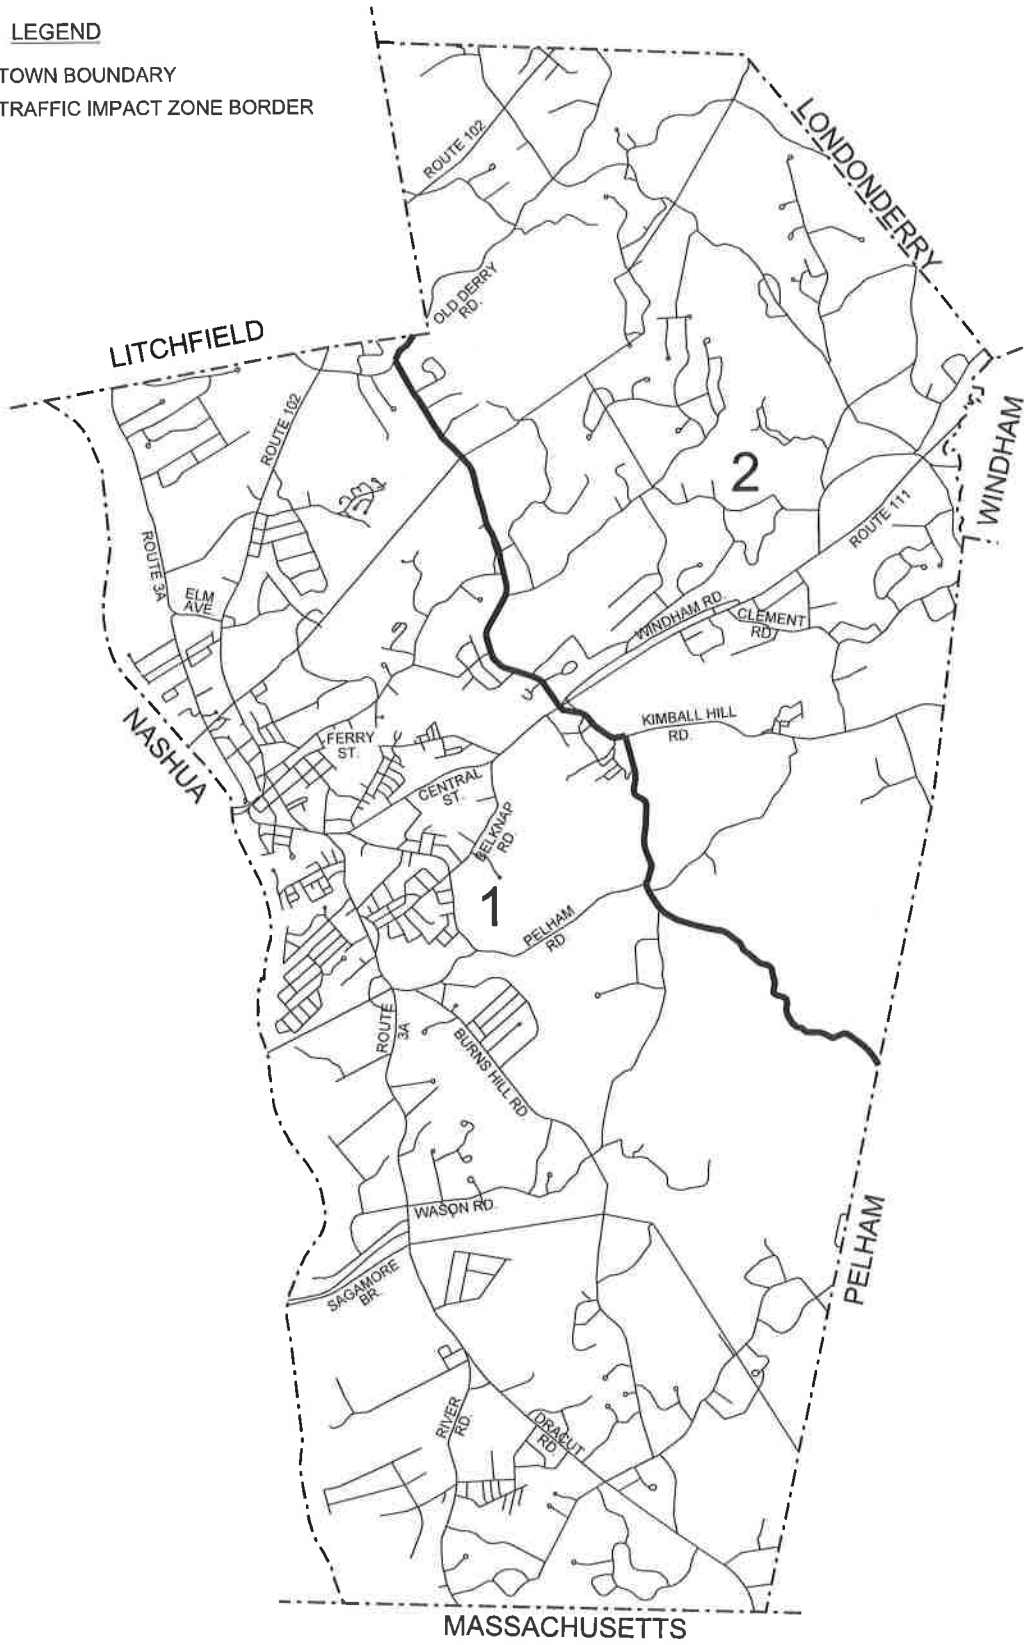 LEGEND
TOWN BOUNDARY
TRAFFIC IMPACT ZONE BORDER
ROUTE 102
LONDONDERRY
OLD DERRY
RD.
LITCHFIELD
ROUTE 102
WINDHAM
2
ROUTE 111
ROUTE 3A
ELM
AVE
WINDHAM RD.
CLEMENT
RD
NASHUA
FERRY
ST.
KIMBALL HILL
RD.
CENTRAL
ST.
BELKNAP
RD
1
PELHAM
RD
ROUTE
3A
BURNS HILL RD
WASON RD.
PELHAM
SAGAMORE
BR.
RIVER
RD.
DRACUT
RD.
MASSACHUSETTS